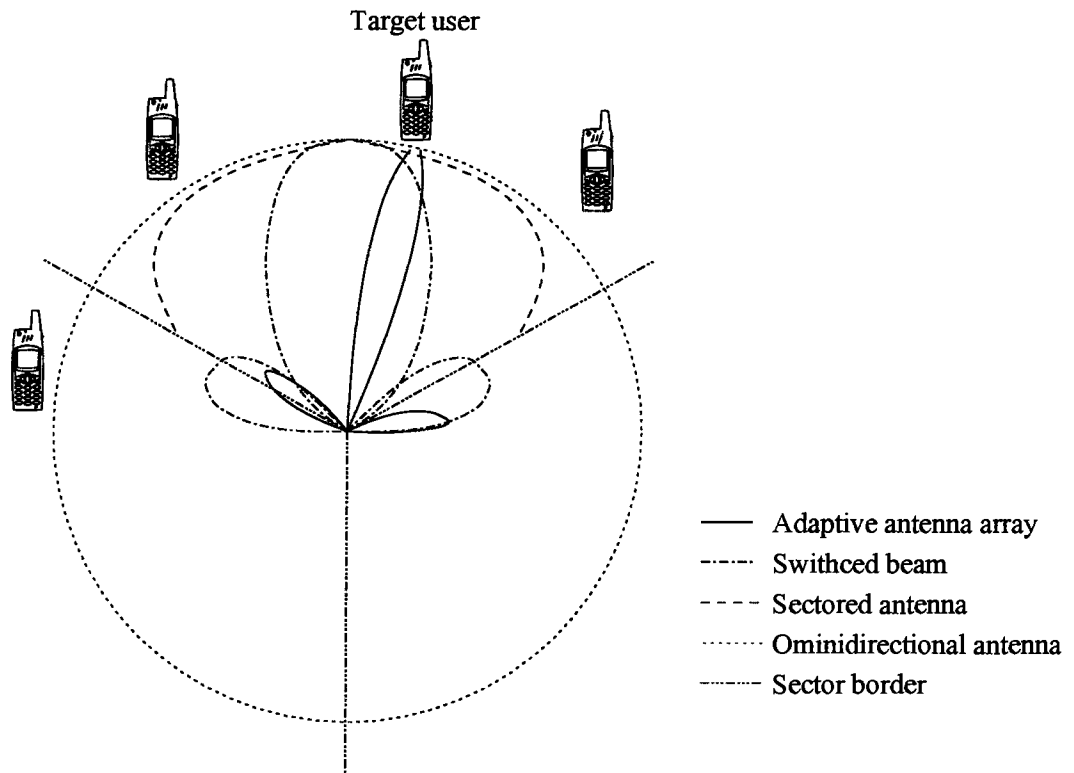 Target user
Adaptive antenna array
Swithced beam
Sectored antenna
Ominidirectional antenna
Sector border